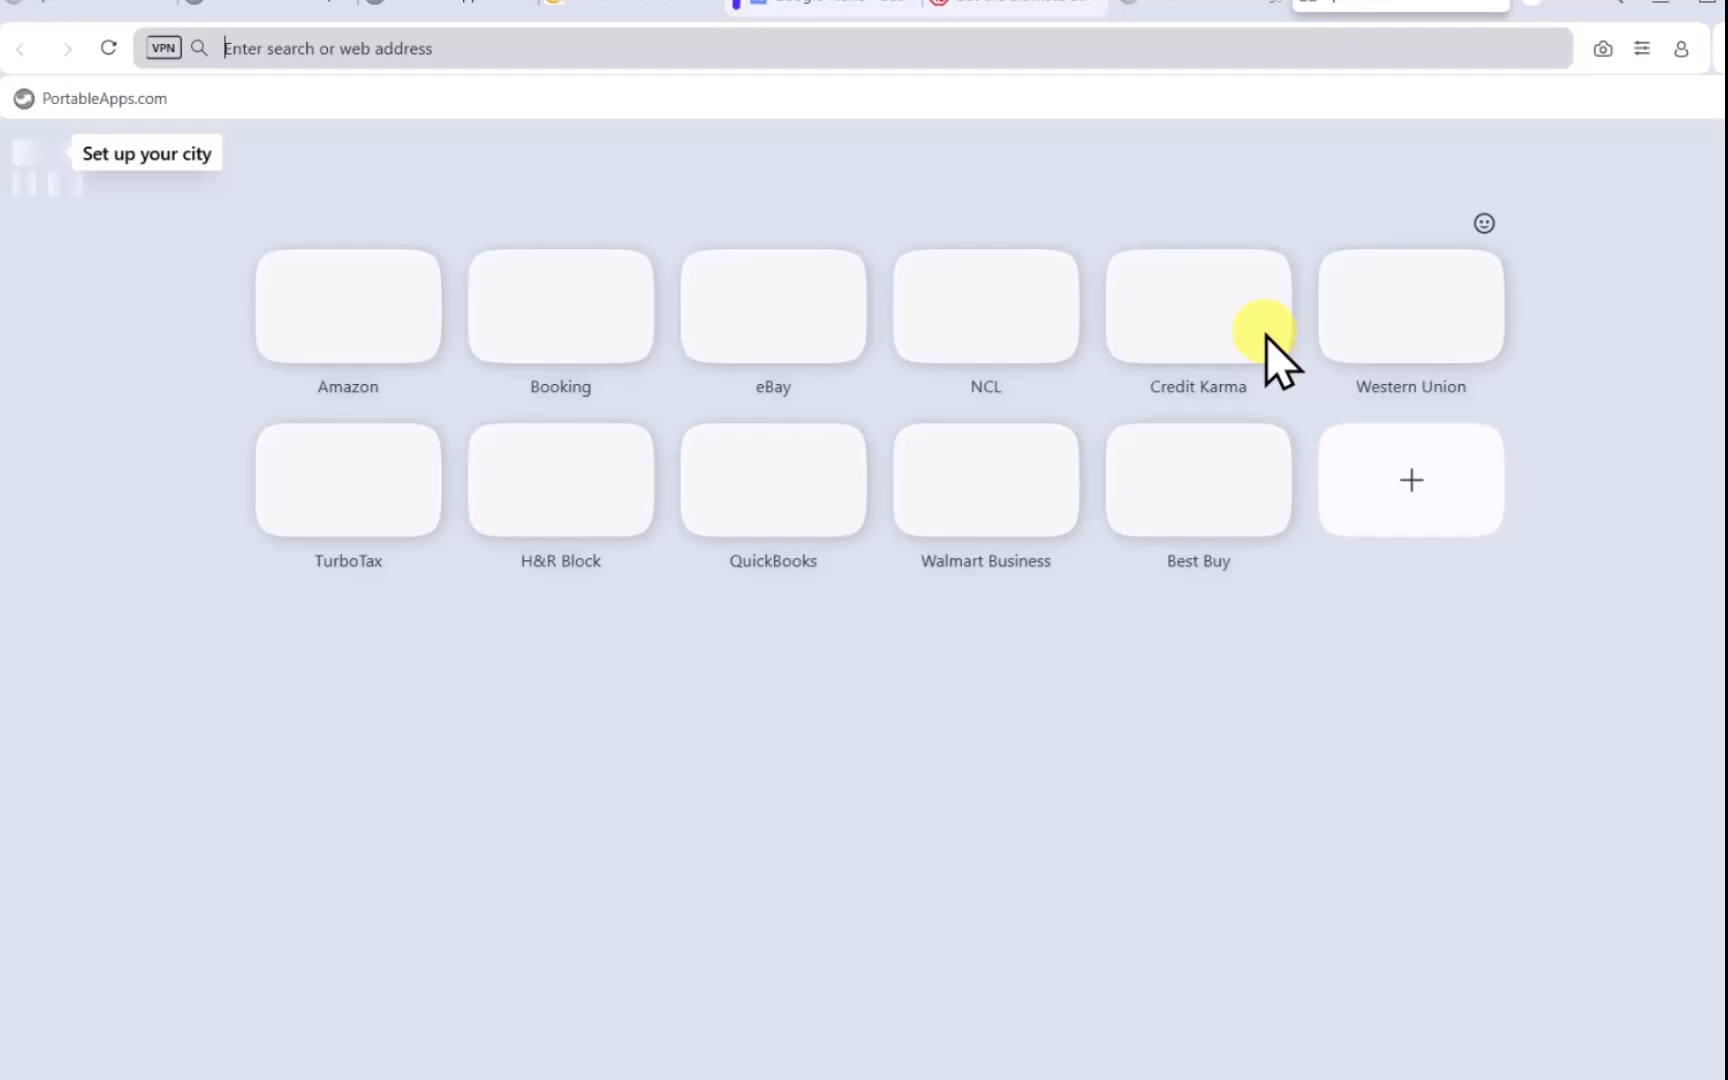 VPN Enter search or web address
PortableApps.com
Set up your city
Amazon Booking eBay NCL Credit Karma Western Union
TurboTax H&R Block QuickBooks Walmart Business Best Buy